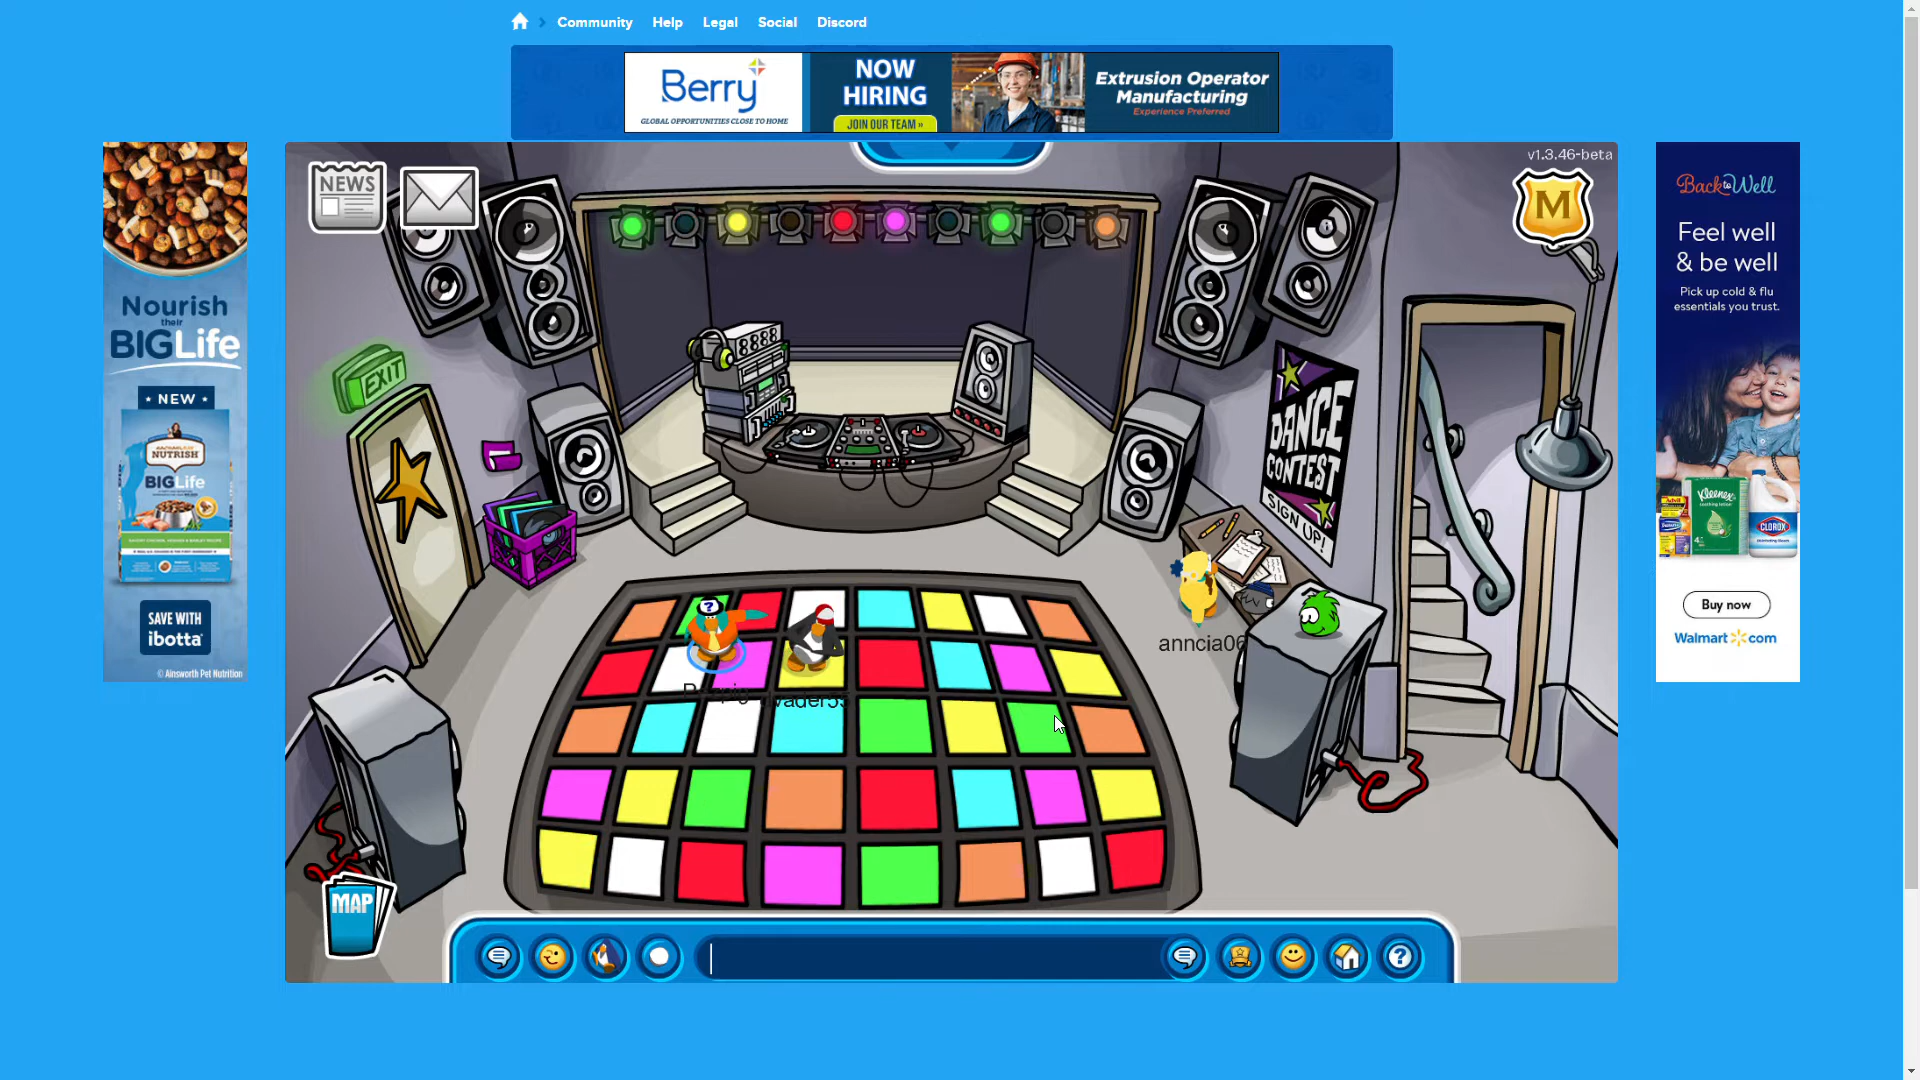 Community Help Legal Social Discord
Berry
GLOBAL OPPORTUNITIES CLOSE TO HOME
NOW
HIRING
JOIN OUR TEAM »
Extrusion Operator
Manufacturing
Experience Preferred
Nourish
their
BIGLife
NEW
NUTRISH
BIGLife
SAVE WITH
ibotta
© Ainsworth Pet Nutrition
NEWS
v1.3.46-beta
M
EXIT
DANCE
CONTEST
SIGN UP!
?
anncia06
vader55
MAP
?
Back to Well
Feel well
& be well
Pick up cold & flu
essentials you trust.
Advil
Kleenex
CLOROX
Buy now
Walmart.com